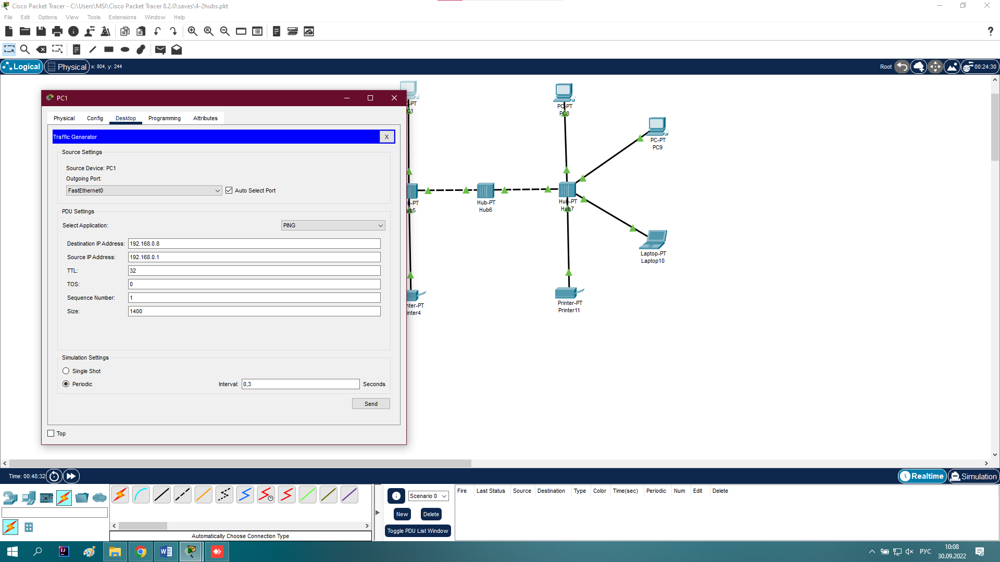 Cisco Packet Tracer - C:\Users\MSI\Cisco Packet Tracer 8.2.0\saves\4-2hubs.pkt
File Edit Options View Tools Extensions Window Help
Logical Physical x: 804, y: 244 Root 00:24:30
PC1
Physical Config Desktop Programming Attributes
Traffic Generator X
Source Settings
Source Device: PC1
Outgoing Port:
FastEthernet0 Auto Select Port
PDU Settings
Select Application: PING
Destination IP Address: 192.168.0.8
Source IP Address: 192.168.0.1
TTL: 32
TOS: 0
Sequence Number: 1
Size: 1400
Simulation Settings
Single Shot
Periodic Interval: 0,3 Seconds
Send
Top
PC-PT
PC8
PC-PT
PC9
Hub-PT
Hub6
Hub-PT
Hub7
Laptop-PT
Laptop10
Printer-PT
Printer11
Time: 00:48:32 Realtime Simulation
Scenario 0
New Delete
Toggle PDU List Window
Fire Last Status Source Destination Type Color Time(sec) Periodic Num Edit Delete
Automatically Choose Connection Type
РУС
10:08
30.09.2022